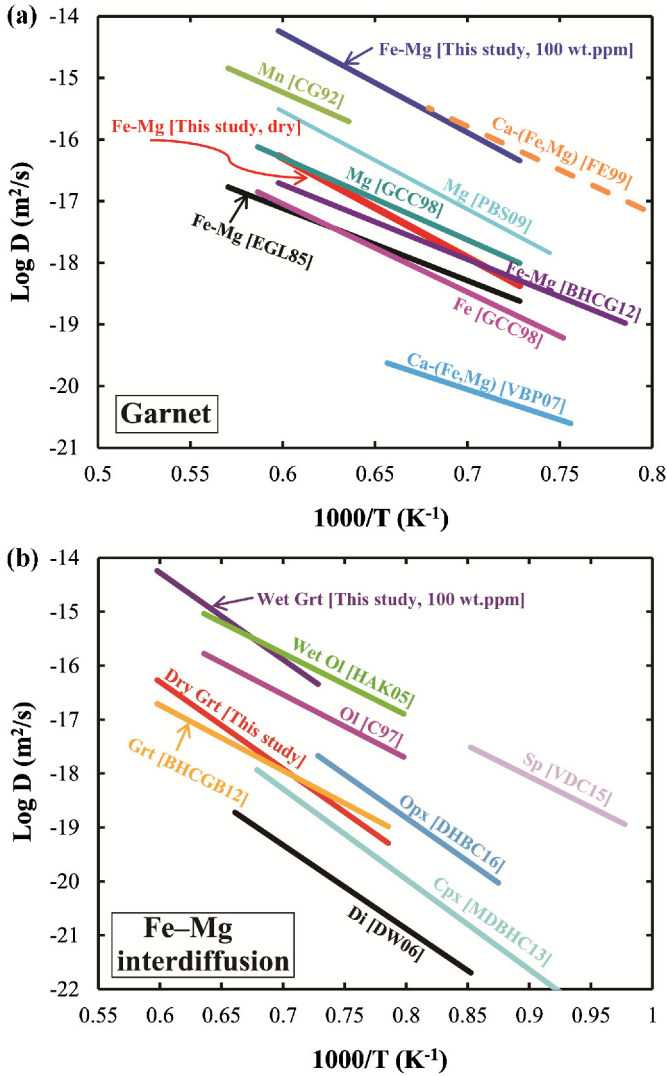 (a)
-14
-15
-16
-17
-18
-19
-20
-21
Log D (m²/s)
Fe-Mg [This study, 100 wt.ppm]
Mn [CG92]
Ca-(Fe,Mg) [FE99]
Fe-Mg [This study, dry]
Mg [GCC98]
Mg [PBS09]
Fe-Mg [EGL85]
Fe-Mg [BHCG12]
Fe [GCC98]
Ca-(Fe,Mg) [VBP07]
Garnet
0.5 0.55 0.6 0.65 0.7 0.75 0.8
1000/T (K⁻¹)
(b)
-14
-15
-16
-17
-18
-19
-20
-21
-22
Log D (m²/s)
Wet Grt [This study, 100 wt.ppm]
Wet Ol [HAK05]
Dry Grt [This study]
Ol [C97]
Grt [BHCGB12]
Sp [VDC15]
Opx [DHBC16]
Cpx [MDBHC13]
Di [DW06]
Fe–Mg
interdiffusion
0.55 0.6 0.65 0.7 0.75 0.8 0.85 0.9 0.95 1
1000/T (K⁻¹)